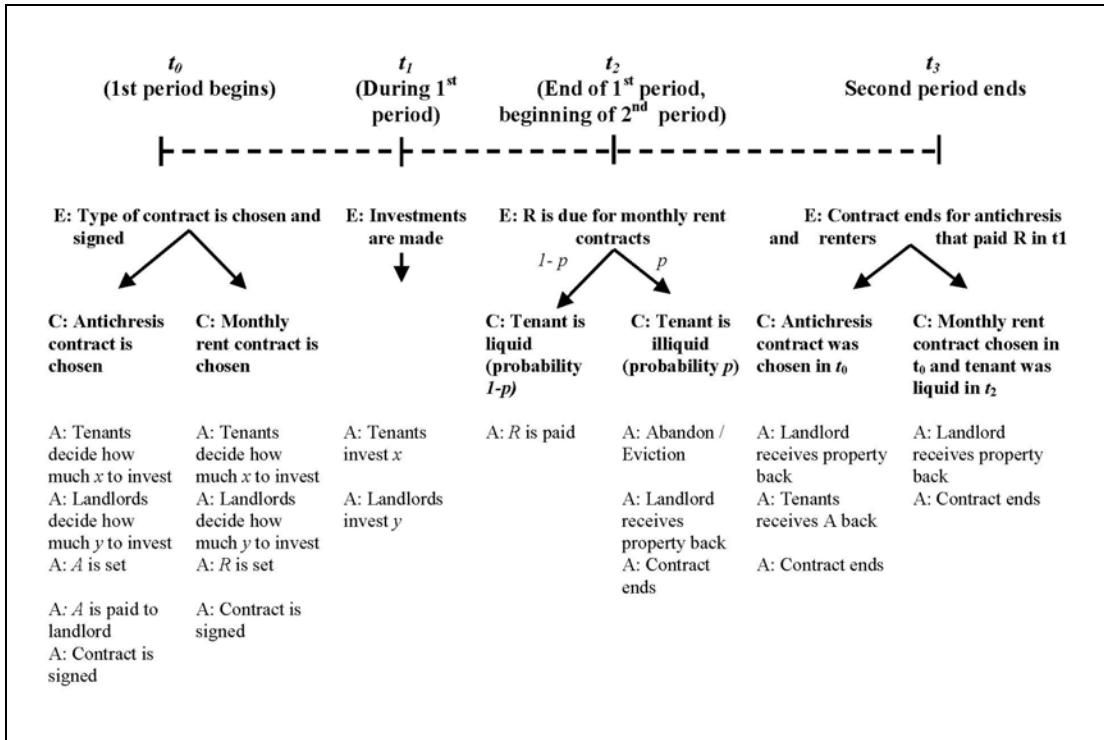 t0
(1st period begins)
t1
(During 1st
period)
t2
(End of 1st period,
beginning of 2nd period)
t3
Second period ends
E: Type of contract is chosen and
signed
C: Antichresis
contract is
chosen
A: Tenants
decide how
much x to invest
A: Landlords
decide how
much y to invest
A: A is set
A: A is paid to
landlord
A: Contract is
signed
C: Monthly
rent contract is
chosen
A: Tenants
decide how
much x to invest
A: Landlords
decide how
much y to invest
A: R is set
A: Contract is
signed
E: Investments
are made
A: Tenants
invest x
A: Landlords
invest y
E: R is due for monthly rent
contracts
1- p
p
C: Tenant is
liquid
(probability
1-p)
A: R is paid
C: Tenant is
illiquid
(probability p)
A: Abandon /
Eviction
A: Landlord
receives
property back
A: Contract
ends
E: Contract ends for antichresis
and renters that paid R in t1
C: Antichresis
contract was
chosen in t0
A: Landlord
receives property
back
A: Tenants
receives A back
A: Contract ends
C: Monthly rent
contract chosen in
t0 and tenant was
liquid in t2
A: Landlord
receives property
back
A: Contract ends